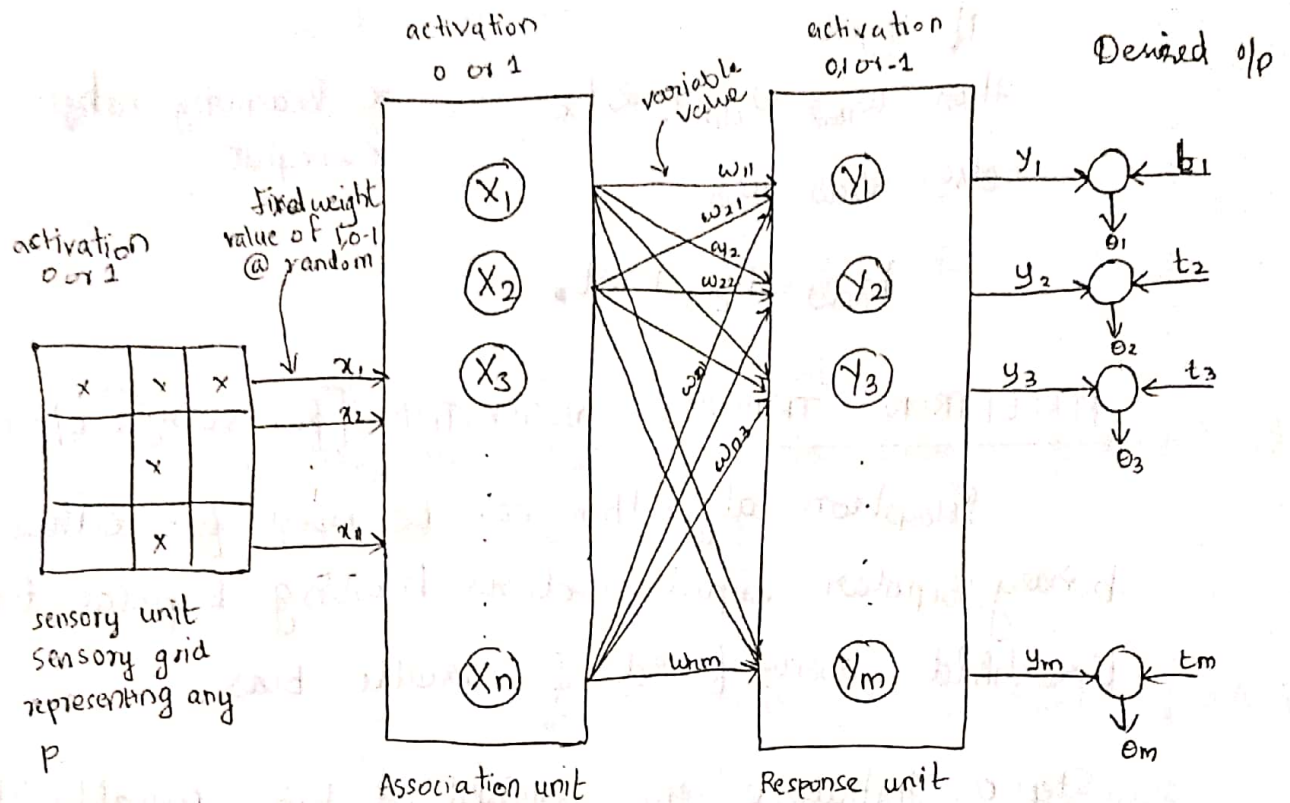 activation
0 or 1
activation
0,1 or -1
Desired o/p
variable
value
Fixed weight
value of 1,0-1
@ random
activation
0 or 1
x x x
x
x
x1
x2
xn
X1
X2
X3
Xn
w11
w21
w22
wn3
wnm
Y1
Y2
Y3
Ym
y1
t1
θ1
y2
t2
θ2
y3
t3
θ3
ym
tm
θm
sensory unit
sensory grid
representing any
p
Association unit
Response unit